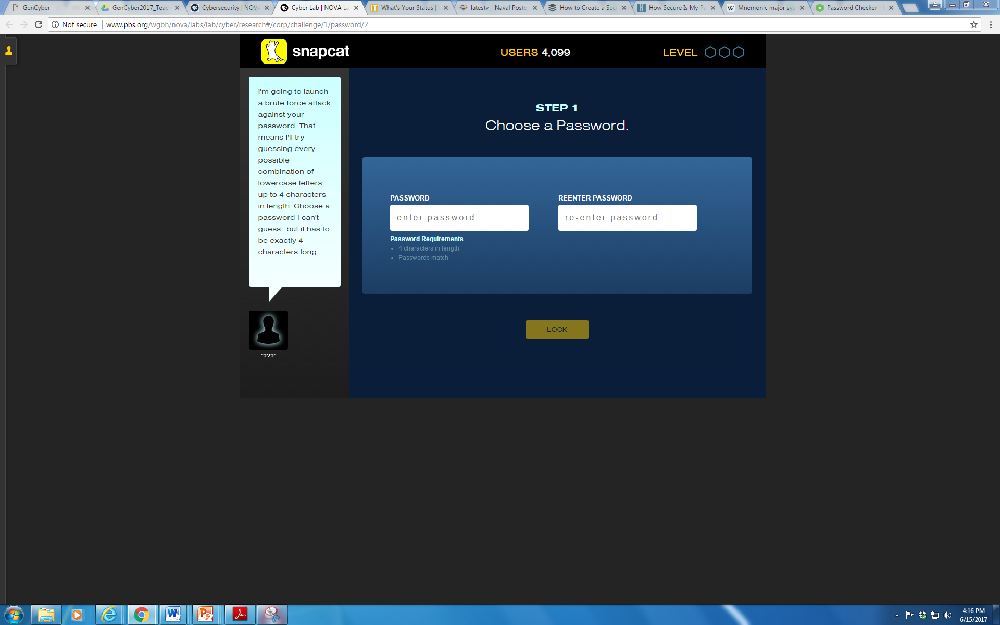 GenCyber
GenCyber2017_Teac
Cybersecurity | NOV
Cyber Lab | NOVA La
What's Your Status |
latestv - Naval Postg
How to Create a Sec
How Secure Is My Pa
Mnemonic major sys
Password Checker -
Not secure
www.pbs.org/wgbh/nova/labs/lab/cyber/research#/corp/challenge/1/password/2
snapcat
USERS 4,099
LEVEL
I'm going to launch
a brute force attack
against your
password. That
means I'll try
guessing every
possible
combination of
lowercase letters
up to 4 characters
in length. Choose a
password I can't
guess...but it has to
be exactly 4
characters long.
"???"
STEP 1
Choose a Password.
PASSWORD
enter password
Password Requirements
• 4 characters in length
• Passwords match
REENTER PASSWORD
re-enter password
LOCK
4:16 PM
6/15/2017